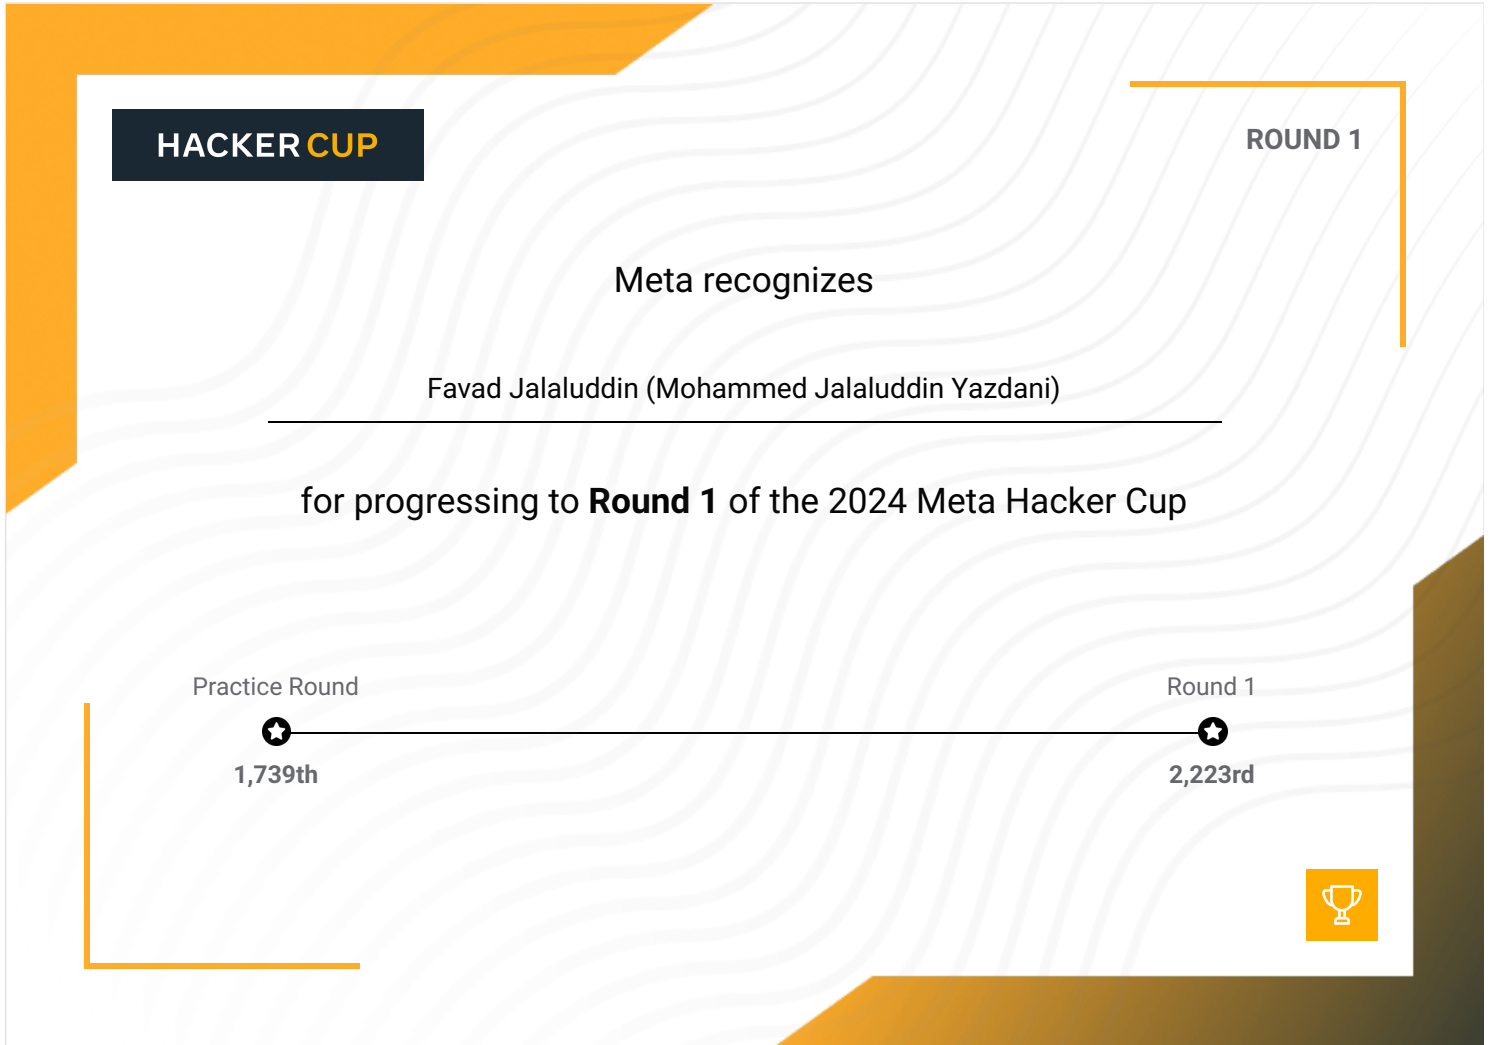 HACKER CUP
ROUND 1
Meta recognizes
Favad Jalaluddin (Mohammed Jalaluddin Yazdani)
for progressing to Round 1 of the 2024 Meta Hacker Cup
Practice Round
Round 1
1,739th
2,223rd